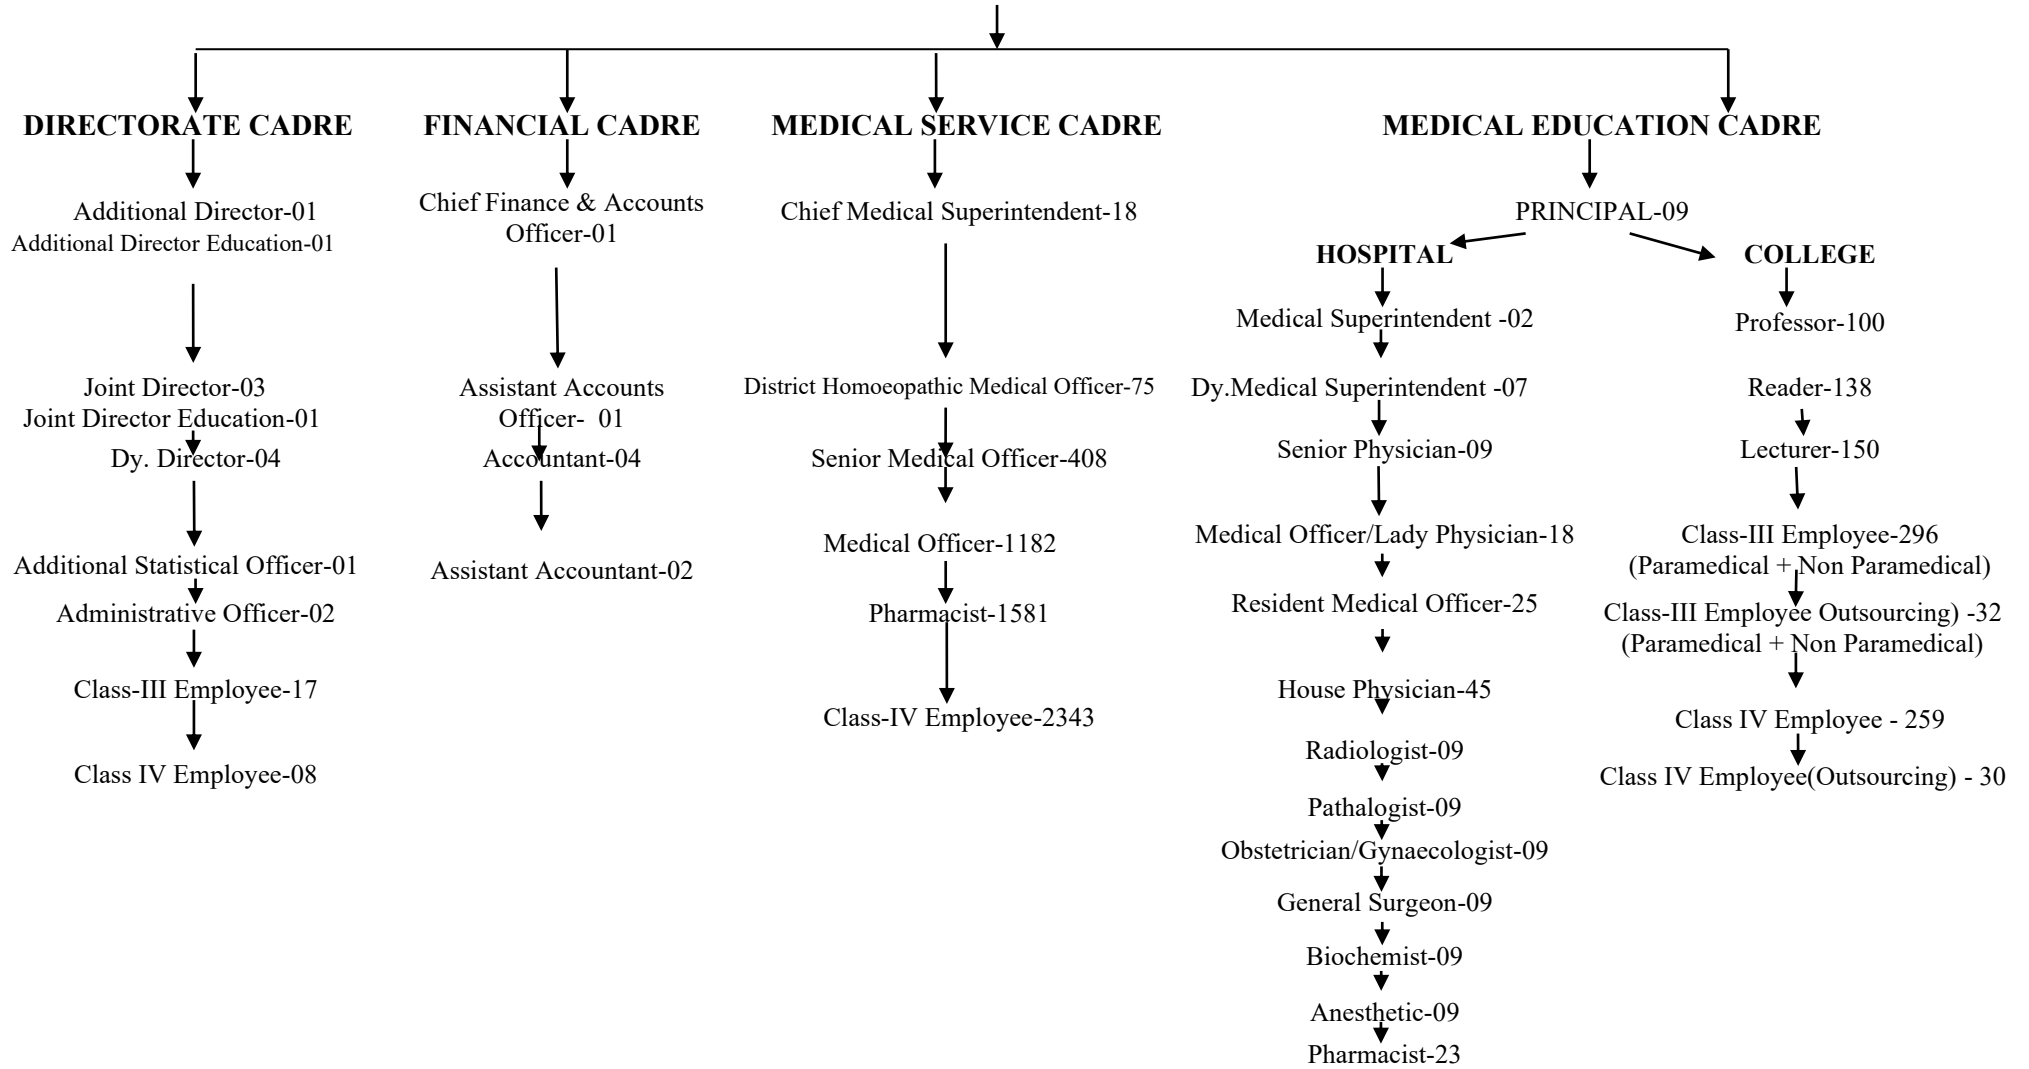 DIRECTORATE CADRE
Additional Director-01
Additional Director Education-01
Joint Director-03
Joint Director Education-01
Dy. Director-04
Additional Statistical Officer-01
Administrative Officer-02
Class-III Employee-17
Class IV Employee-08
FINANCIAL CADRE
Chief Finance & Accounts
Officer-01
Assistant Accounts
Officer- 01
Accountant-04
Assistant Accountant-02
MEDICAL SERVICE CADRE
Chief Medical Superintendent-18
District Homoeopathic Medical Officer-75
Senior Medical Officer-408
Medical Officer-1182
Pharmacist-1581
Class-IV Employee-2343
MEDICAL EDUCATION CADRE
PRINCIPAL-09
HOSPITAL
Medical Superintendent -02
Dy.Medical Superintendent -07
Senior Physician-09
Medical Officer/Lady Physician-18
Resident Medical Officer-25
House Physician-45
Radiologist-09
Pathalogist-09
Obstetrician/Gynaecologist-09
General Surgeon-09
Biochemist-09
Anesthetic-09
Pharmacist-23
COLLEGE
Professor-100
Reader-138
Lecturer-150
Class-III Employee-296
(Paramedical + Non Paramedical)
Class-III Employee Outsourcing) -32
(Paramedical + Non Paramedical)
Class IV Employee - 259
Class IV Employee(Outsourcing) - 30